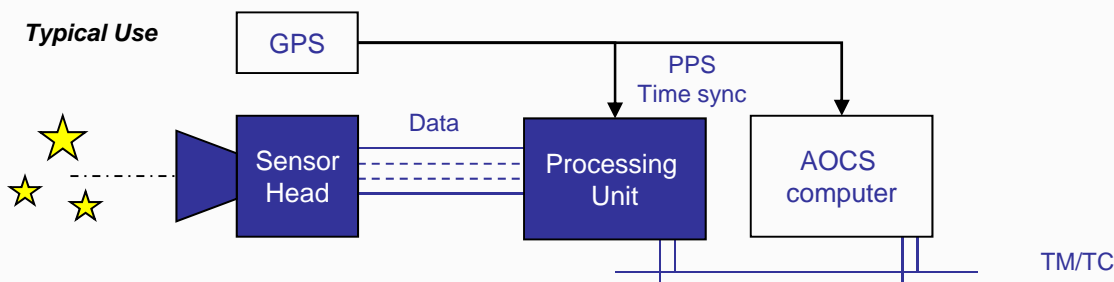 Typical Use
GPS
PPS
Time sync
Data
Sensor
Head
Processing
Unit
AOCS
computer
TM/TC